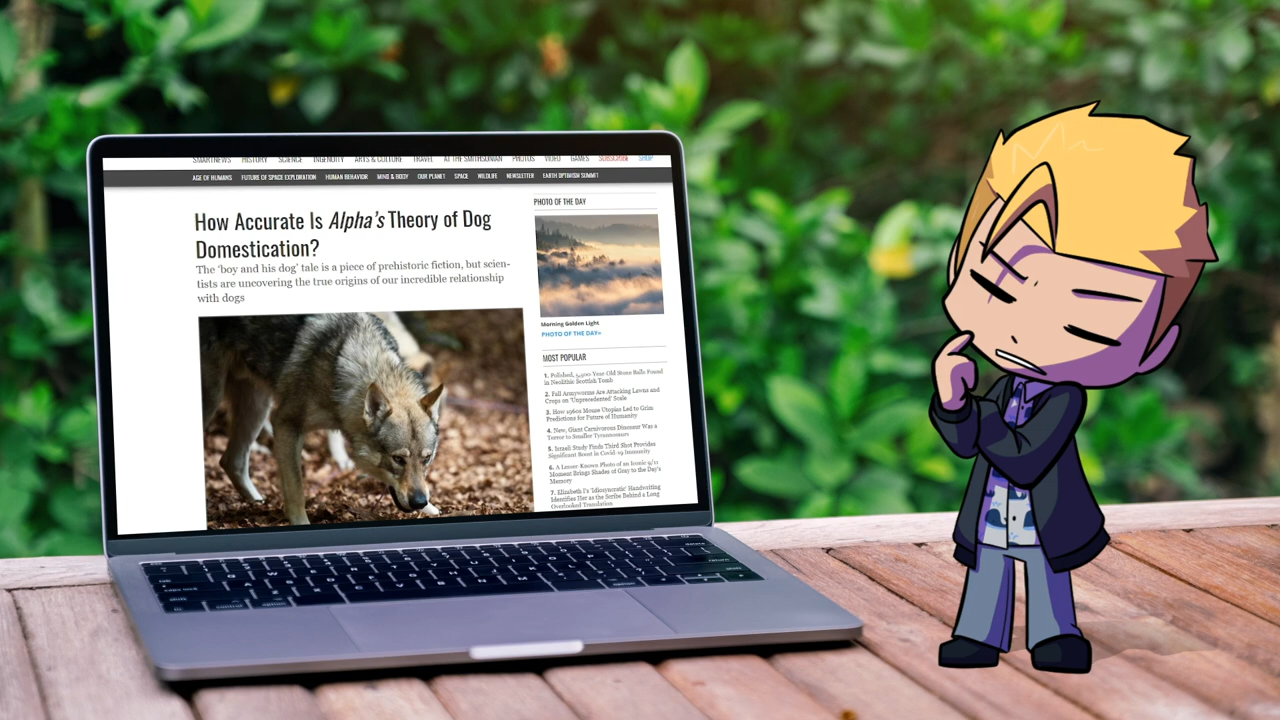 SMARTNEWS HISTORY SCIENCE INGENUITY ARTS & CULTURE TRAVEL AT THE SMITHSONIAN PHOTOS VIDEO GAMES SUBSCRIBE SHOP
AGE OF HUMANS FUTURE OF SPACE EXPLORATION HUMAN BEHAVIOR MIND & BODY OUR PLANET SPACE WILDLIFE NEWSLETTER EARTH OPTIMISM SUMMIT
How Accurate Is Alpha's Theory of Dog
Domestication?
The 'boy and his dog' tale is a piece of prehistoric fiction, but scien-
tists are uncovering the true origins of our incredible relationship
with dogs
PHOTO OF THE DAY
Morning Golden Light
PHOTO OF THE DAY»
MOST POPULAR
1. Polished, 5,500-Year-Old Stone Balls Found
in Neolithic Scottish Tomb
2. Fall Armyworms Are Attacking Lawns and
Crops on 'Unprecedented' Scale
3. How 1960s Mouse Utopias Led to Grim
Predictions for Future of Humanity
4. New, Giant Carnivorous Dinosaur Was a
Terror to Smaller Tyrannosaurs
5. Israeli Study Finds Third Shot Provides
Significant Boost in Covid-19 Immunity
6. A Lesser-Known Photo of an Iconic 9/11
Moment Brings Shades of Gray to the Day's
Memory
7. Elizabeth I's 'Idiosyncratic' Handwriting
Identifies Her as the Scribe Behind a Long
Overlooked Translation